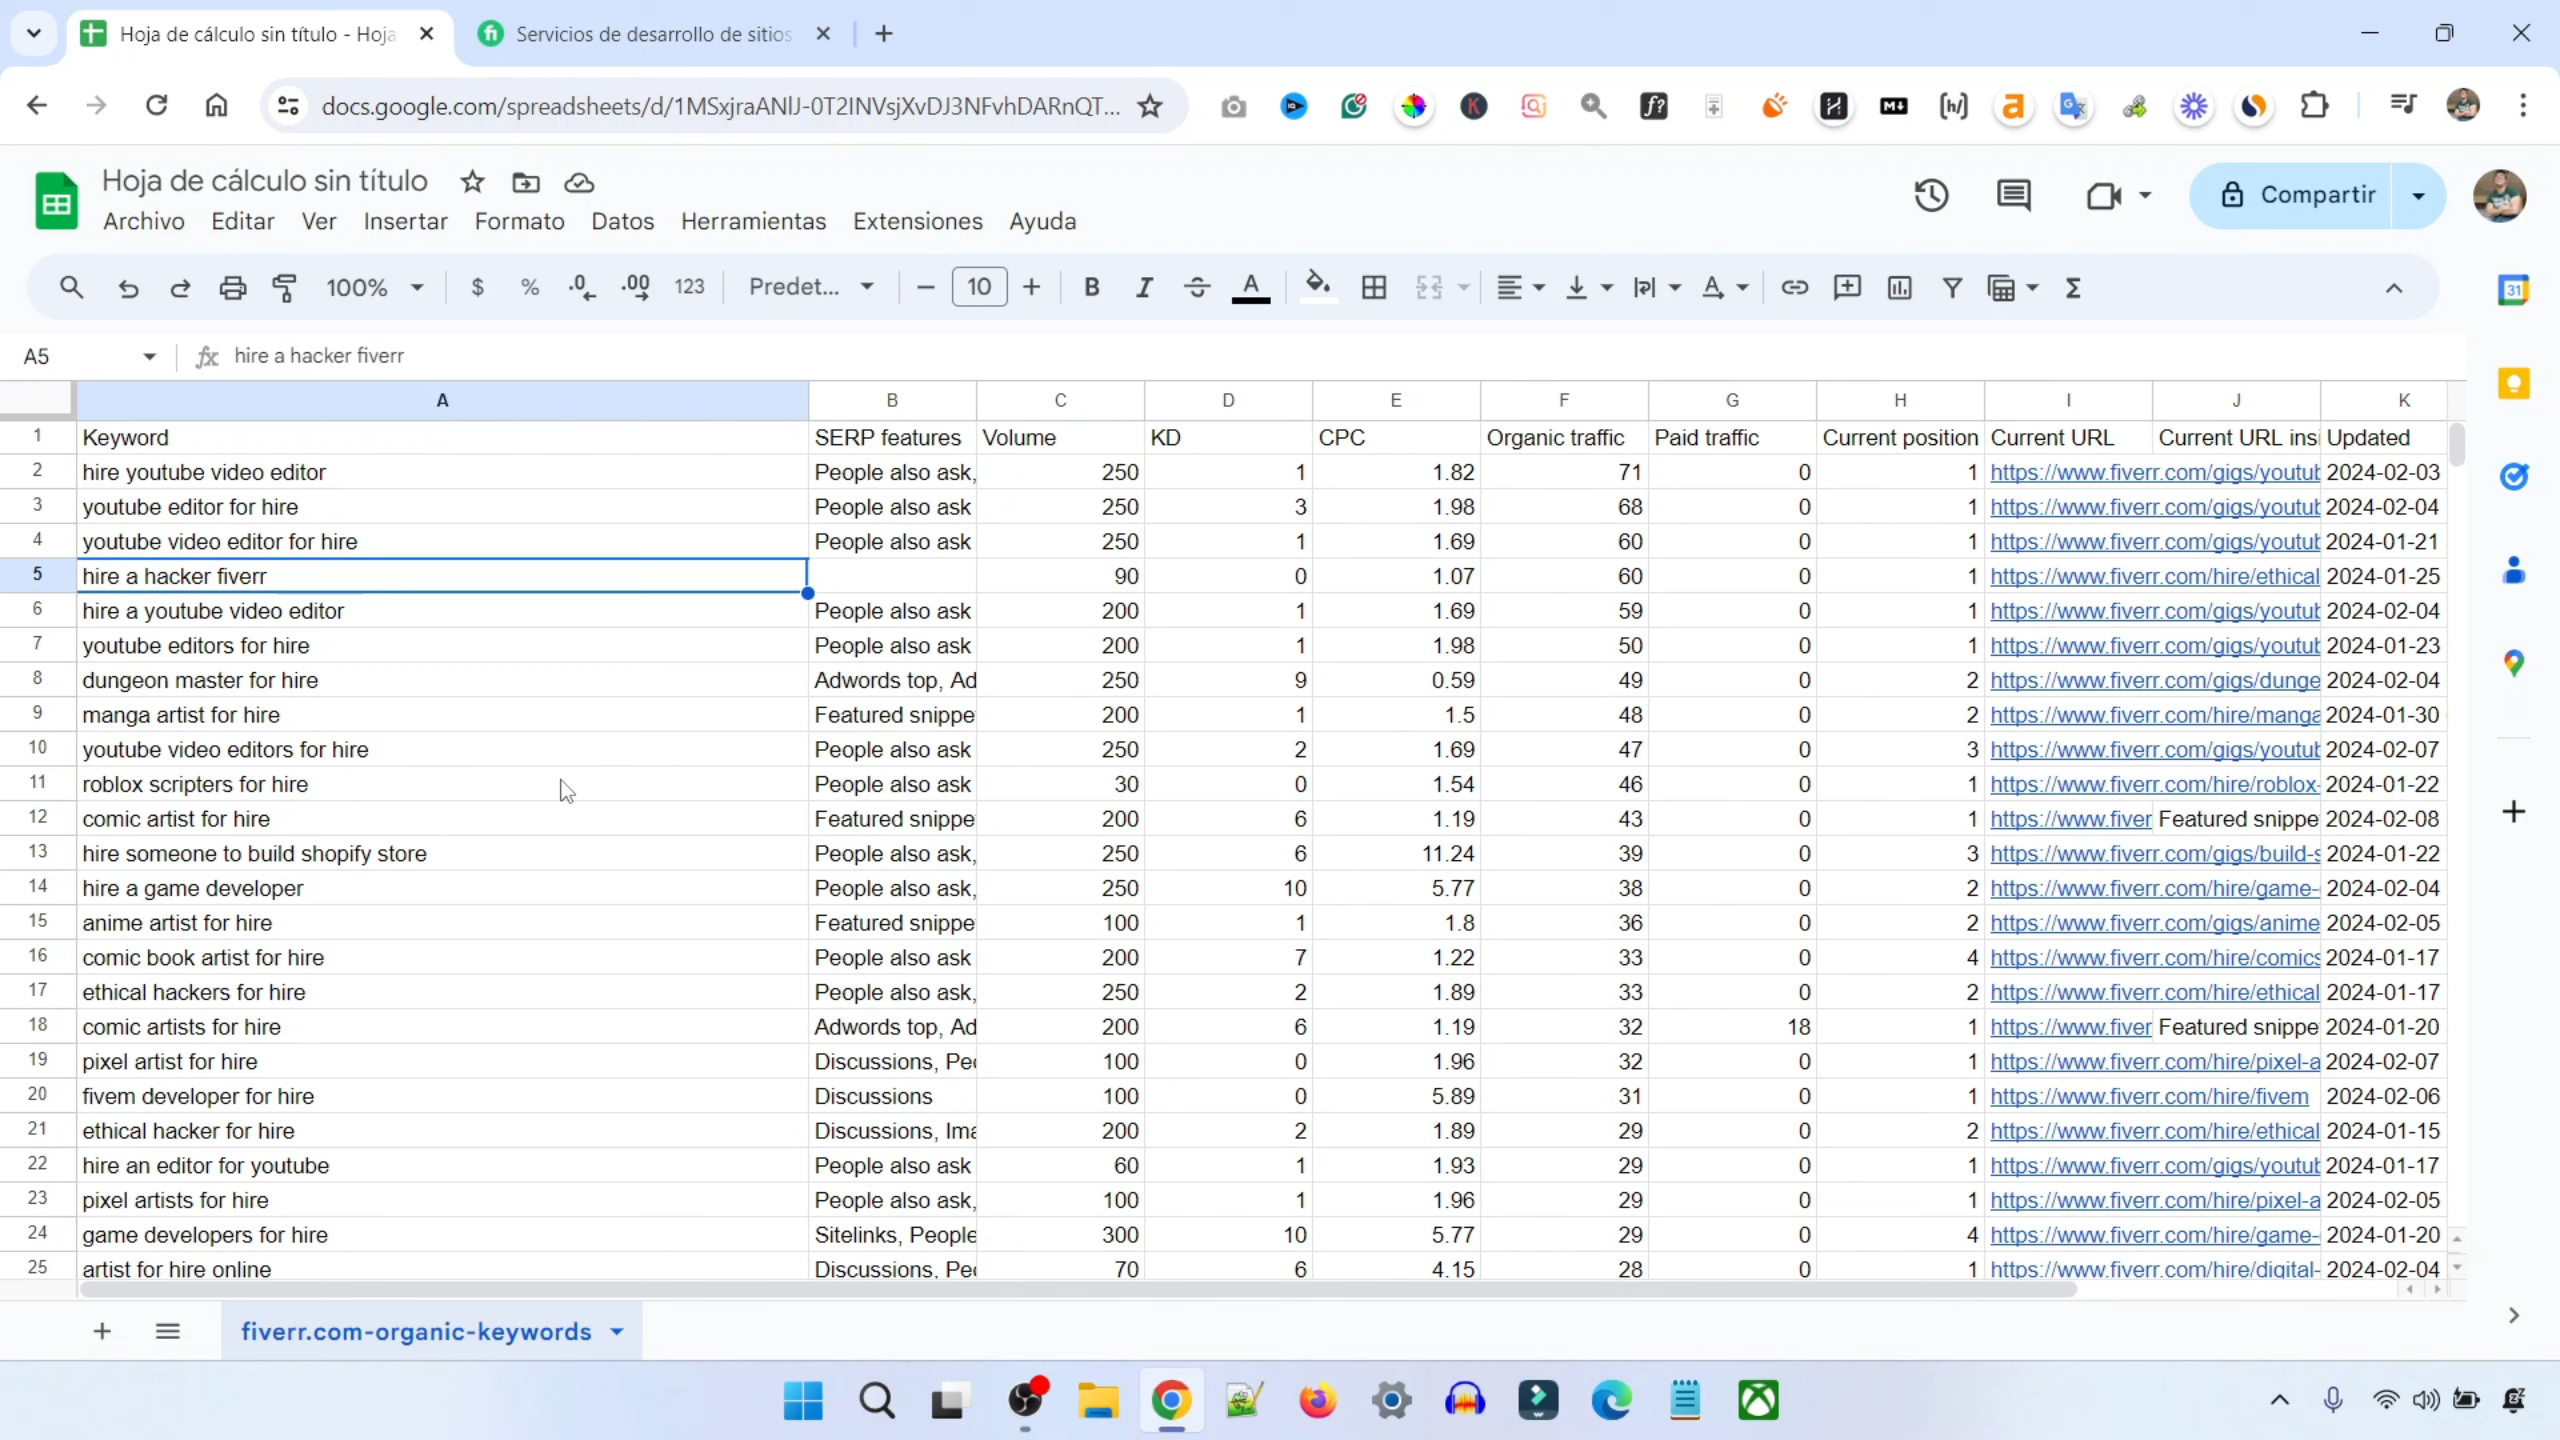 Hoja de cálculo sin título - Hoja
Servicios de desarrollo de sitios
docs.google.com/spreadsheets/d/1MSxjraANlJ-0T2INVsjXvDJ3NFvhDARnQT...
Hoja de cálculo sin título
Archivo Editar Ver Insertar Formato Datos Herramientas Extensiones Ayuda
Compartir
100% $ % .0 .00 123 Predet... 10 B I A
A5 fx hire a hacker fiverr
A B C D E F G H I J K
1 Keyword SERP features Volume KD CPC Organic traffic Paid traffic Current position Current URL Current URL insi Updated
2 hire youtube video editor People also ask, 250 1 1.82 71 0 1 https://www.fiverr.com/gigs/youtub 2024-02-03
3 youtube editor for hire People also ask 250 3 1.98 68 0 1 https://www.fiverr.com/gigs/youtub 2024-02-04
4 youtube video editor for hire People also ask 250 1 1.69 60 0 1 https://www.fiverr.com/gigs/youtub 2024-01-21
5 hire a hacker fiverr 90 0 1.07 60 0 1 https://www.fiverr.com/hire/ethical 2024-01-25
6 hire a youtube video editor People also ask 200 1 1.69 59 0 1 https://www.fiverr.com/gigs/youtub 2024-02-04
7 youtube editors for hire People also ask 200 1 1.98 50 0 1 https://www.fiverr.com/gigs/youtub 2024-01-23
8 dungeon master for hire Adwords top, Ad 250 9 0.59 49 0 2 https://www.fiverr.com/gigs/dunge 2024-02-04
9 manga artist for hire Featured snippe 200 1 1.5 48 0 2 https://www.fiverr.com/hire/manga 2024-01-30
10 youtube video editors for hire People also ask 250 2 1.69 47 0 3 https://www.fiverr.com/gigs/youtub 2024-02-07
11 roblox scripters for hire People also ask 30 0 1.54 46 0 1 https://www.fiverr.com/hire/roblox- 2024-01-22
12 comic artist for hire Featured snippe 200 6 1.19 43 0 1 https://www.fiver Featured snippe 2024-02-08
13 hire someone to build shopify store People also ask, 250 6 11.24 39 0 3 https://www.fiverr.com/gigs/build-s 2024-01-22
14 hire a game developer People also ask, 250 10 5.77 38 0 2 https://www.fiverr.com/hire/game- 2024-02-04
15 anime artist for hire Featured snippe 100 1 1.8 36 0 2 https://www.fiverr.com/gigs/anime 2024-02-05
16 comic book artist for hire People also ask 200 7 1.22 33 0 4 https://www.fiverr.com/hire/comics 2024-01-17
17 ethical hackers for hire People also ask, 250 2 1.89 33 0 2 https://www.fiverr.com/hire/ethical 2024-01-17
18 comic artists for hire Adwords top, Ad 200 6 1.19 32 18 1 https://www.fiver Featured snippe 2024-01-20
19 pixel artist for hire Discussions, Peo 100 0 1.96 32 0 1 https://www.fiverr.com/hire/pixel-a 2024-02-07
20 fivem developer for hire Discussions 100 0 5.89 31 0 1 https://www.fiverr.com/hire/fivem 2024-02-06
21 ethical hacker for hire Discussions, Ima 200 2 1.89 29 0 2 https://www.fiverr.com/hire/ethical 2024-01-15
22 hire an editor for youtube People also ask 60 1 1.93 29 0 1 https://www.fiverr.com/gigs/youtub 2024-01-17
23 pixel artists for hire People also ask, 100 1 1.96 29 0 1 https://www.fiverr.com/hire/pixel-a 2024-02-05
24 game developers for hire Sitelinks, People 300 10 5.77 29 0 4 https://www.fiverr.com/hire/game- 2024-01-20
25 artist for hire online Discussions, Peo 70 6 4.15 28 0 1 https://www.fiverr.com/hire/digital- 2024-02-04
fiverr.com-organic-keywords